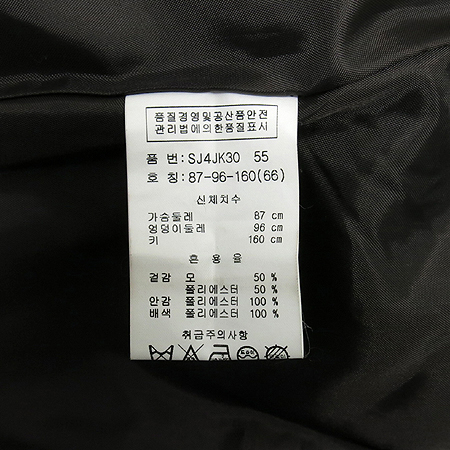 품질경영및공산품안전
관리법에의한품질표시
품 번: SJ4JK30 55
호 칭: 87-96-160(66)
신체치수
가슴둘레 87 cm
엉덩이둘레 96 cm
키 160 cm
혼 용 율
겉감 모 50 %
폴리에스터 50 %
안감 폴리에스터 100 %
배색 폴리에스터 100 %
취급주의사항